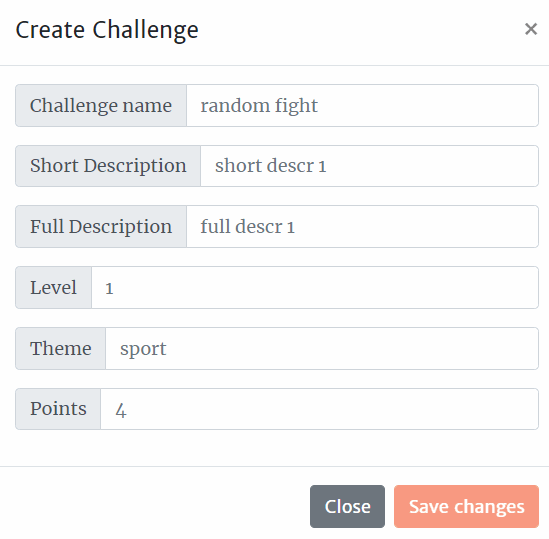 Create Challenge ×
Challenge name random fight
Short Description short descr 1
Full Description full descr 1
Level 1
Theme sport
Points 4
Close Save changes